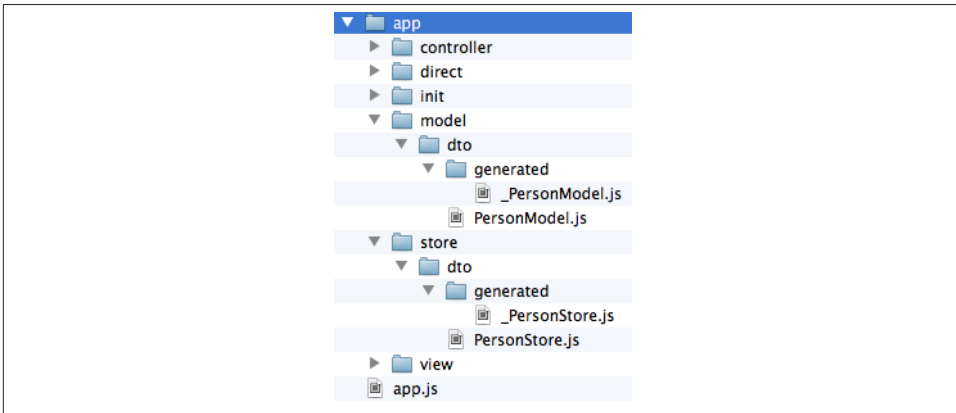 app
controller
direct
init
model
dto
generated
_PersonModel.js
PersonModel.js
store
dto
generated
_PersonStore.js
PersonStore.js
view
app.js